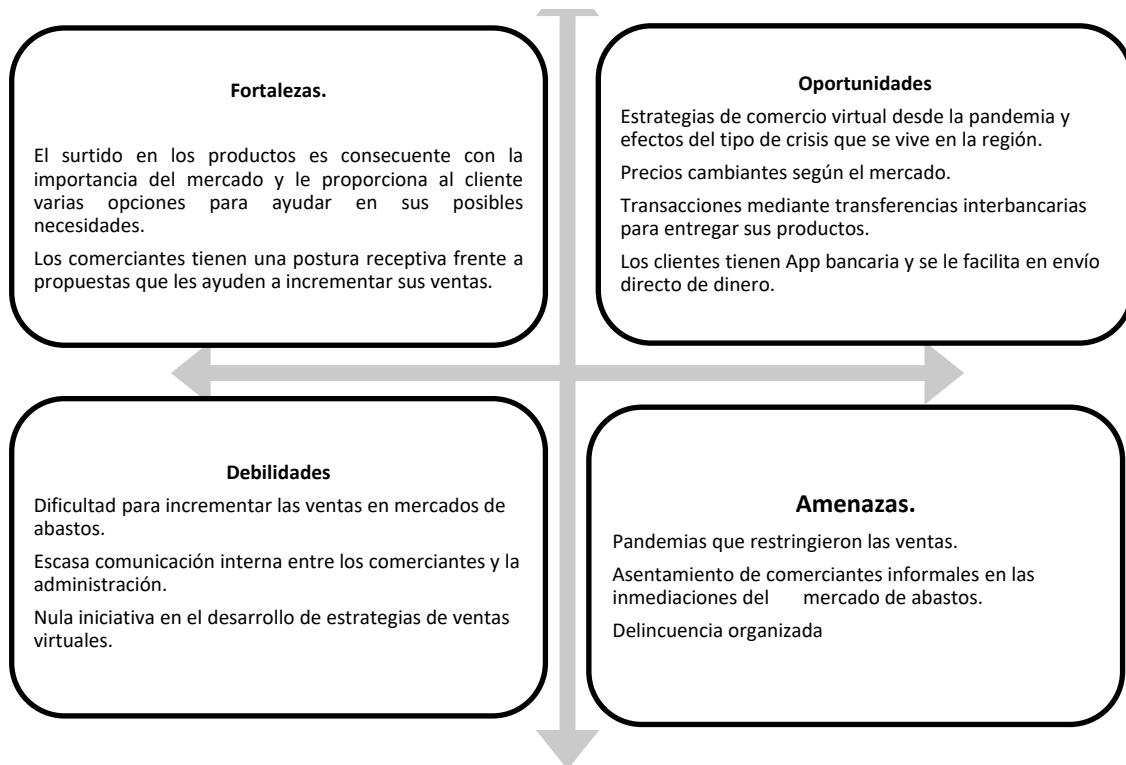 Fortalezas.
El surtido en los productos es consecuente con la
importancia del mercado y le proporciona al cliente
varias opciones para ayudar en sus posibles
necesidades.
Los comerciantes tienen una postura receptiva frente a
propuestas que les ayuden a incrementar sus ventas.
Oportunidades
Estrategias de comercio virtual desde la pandemia y
efectos del tipo de crisis que se vive en la región.
Precios cambiantes según el mercado.
Transacciones mediante transferencias interbancarias
para entregar sus productos.
Los clientes tienen App bancaria y se le facilita en envío
directo de dinero.
Debilidades
Dificultad para incrementar las ventas en mercados de
abastos.
Escasa comunicación interna entre los comerciantes y la
administración.
Nula iniciativa en el desarrollo de estrategias de ventas
virtuales.
Amenazas.
Pandemias que restringieron las ventas.
Asentamiento de comerciantes informales en las
inmediaciones del mercado de abastos.
Delincuencia organizada